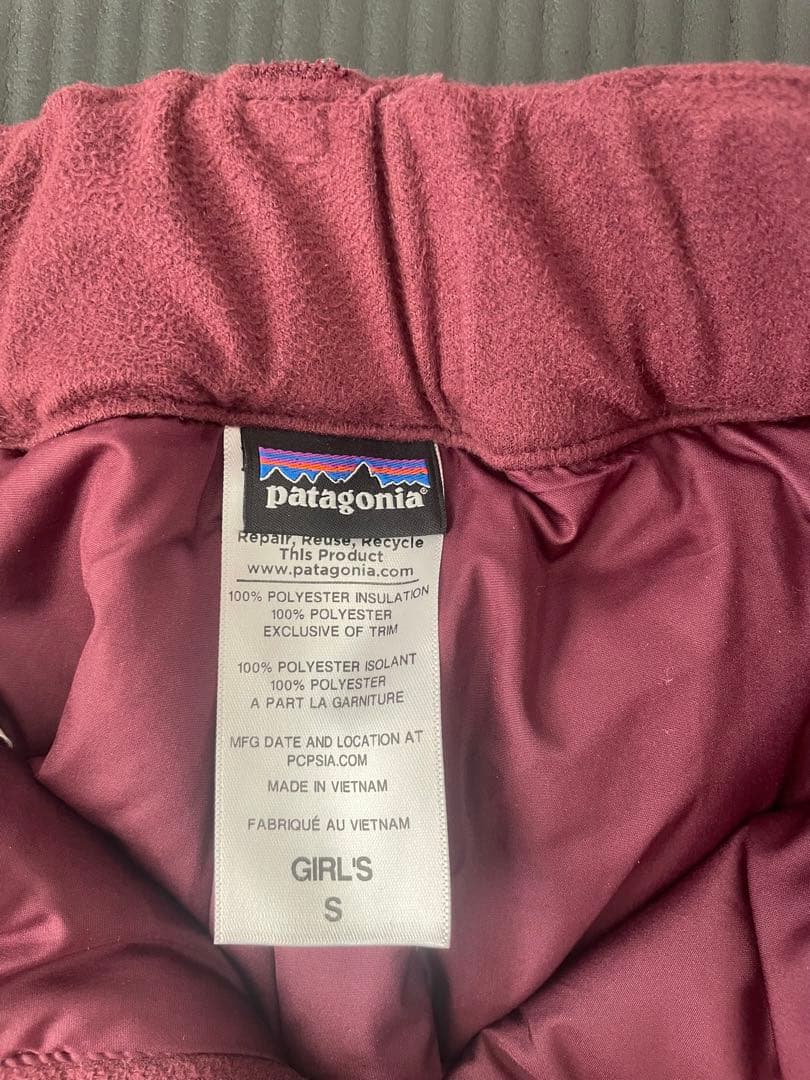 patagonia®
Repair, Reuse, Recycle
This Product
www.patagonia.com
100% POLYESTER INSULATION
100% POLYESTER
EXCLUSIVE OF TRIM
100% POLYESTER ISOLANT
100% POLYESTER
A PART LA GARNITURE
MFG DATE AND LOCATION AT
PCPSIA.COM
MADE IN VIETNAM
FABRIQUÉ AU VIETNAM
GIRL'S
S